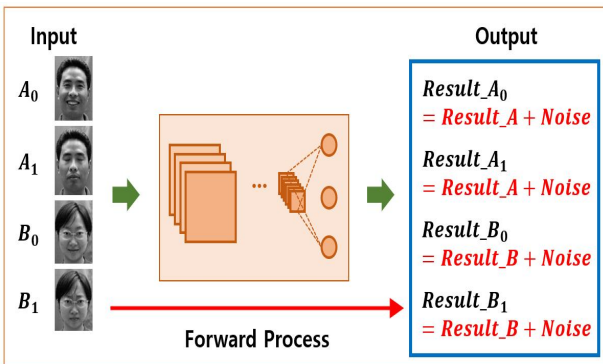 Input
Output
A₀
A₁
B₀
B₁
...
Result_A₀
= Result_A + Noise
Result_A₁
= Result_A + Noise
Result_B₀
= Result_B + Noise
Result_B₁
= Result_B + Noise
Forward Process